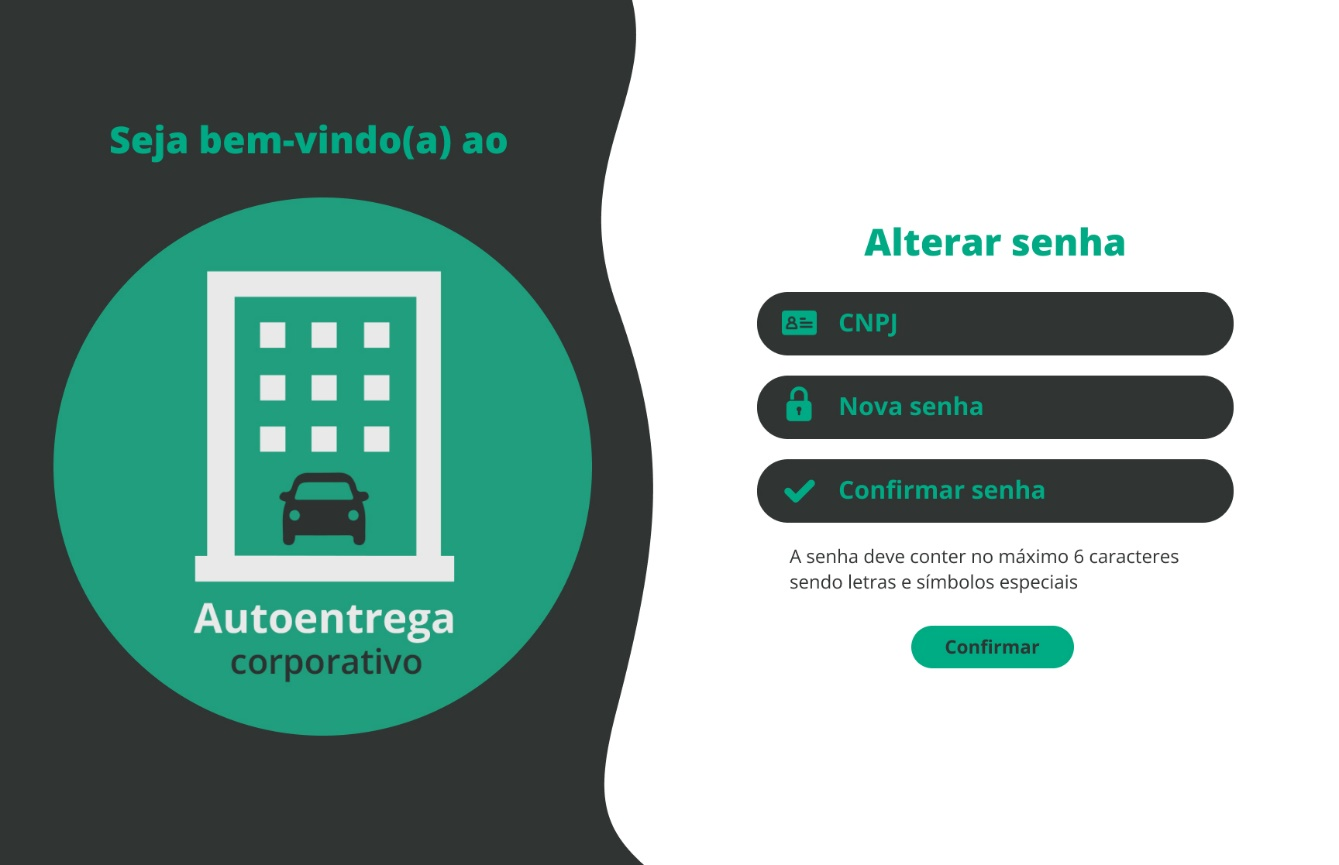 Seja bem-vindo(a) ao
Autoentrega
corporativo
Alterar senha
CNPJ
Nova senha
Confirmar senha
A senha deve conter no máximo 6 caracteres
sendo letras e símbolos especiais
Confirmar